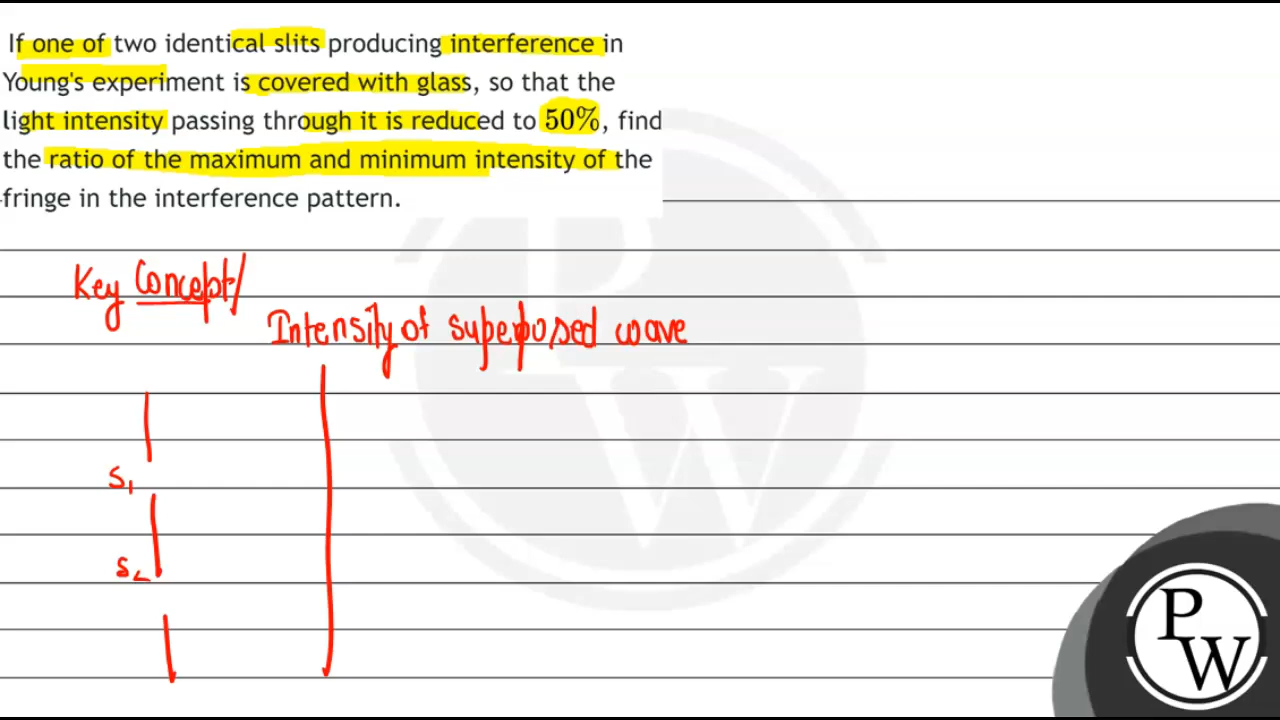 If one of two identical slits producing interference in
Young's experiment is covered with glass, so that the
light intensity passing through it is reduced to 50%, find
the ratio of the maximum and minimum intensity of the
fringe in the interference pattern.
Key Concept/
Intensity of superposed wave
S₁
S₂
PW
PW